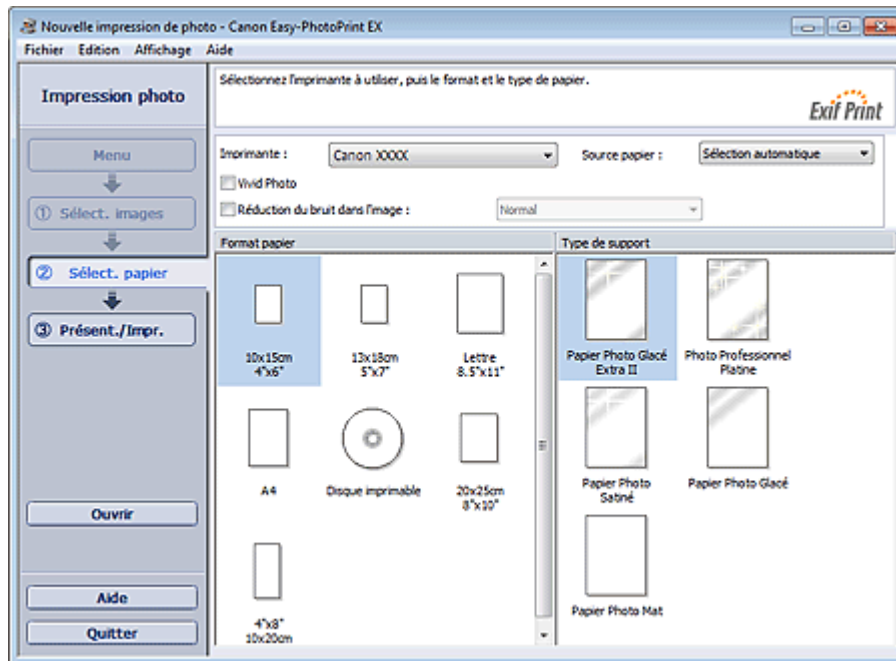 Nouvelle impression de photo - Canon Easy-PhotoPrint EX
Fichier Edition Affichage Aide
Impression photo
Sélectionnez l'imprimante à utiliser, puis le format et le type de papier.
Exif Print
Menu
① Sélect. images
② Sélect. papier
③ Présent./Impr.
Ouvrir
Aide
Quitter
Imprimante : Canon XXXX Source papier : Sélection automatique
Vivid Photo
Réduction du bruit dans l'image : Normal
Format papier
10x15cm
4"x6"
13x18cm
5"x7"
Lettre
8.5"x11"
A4
Disque imprimable
20x25cm
8"x10"
4"x8"
10x20cm
Type de support
Papier Photo Glacé
Extra II
Photo Professionnel
Platine
Papier Photo
Satiné
Papier Photo Glacé
Papier Photo Mat